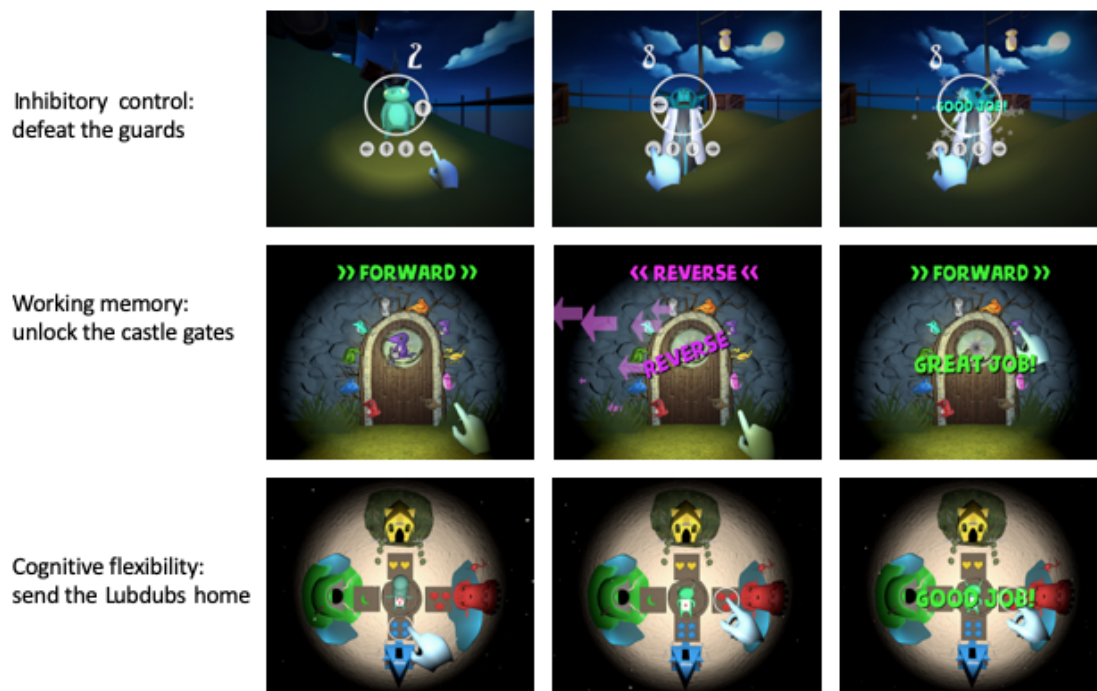 Inhibitory control:
defeat the guards
2
8
8
GOOD JOB!
Working memory:
unlock the castle gates
›› FORWARD ››
‹‹ REVERSE ‹‹
REVERSE
›› FORWARD ››
GREAT JOB!
Cognitive flexibility:
send the Lubdubs home
GOOD JOB!